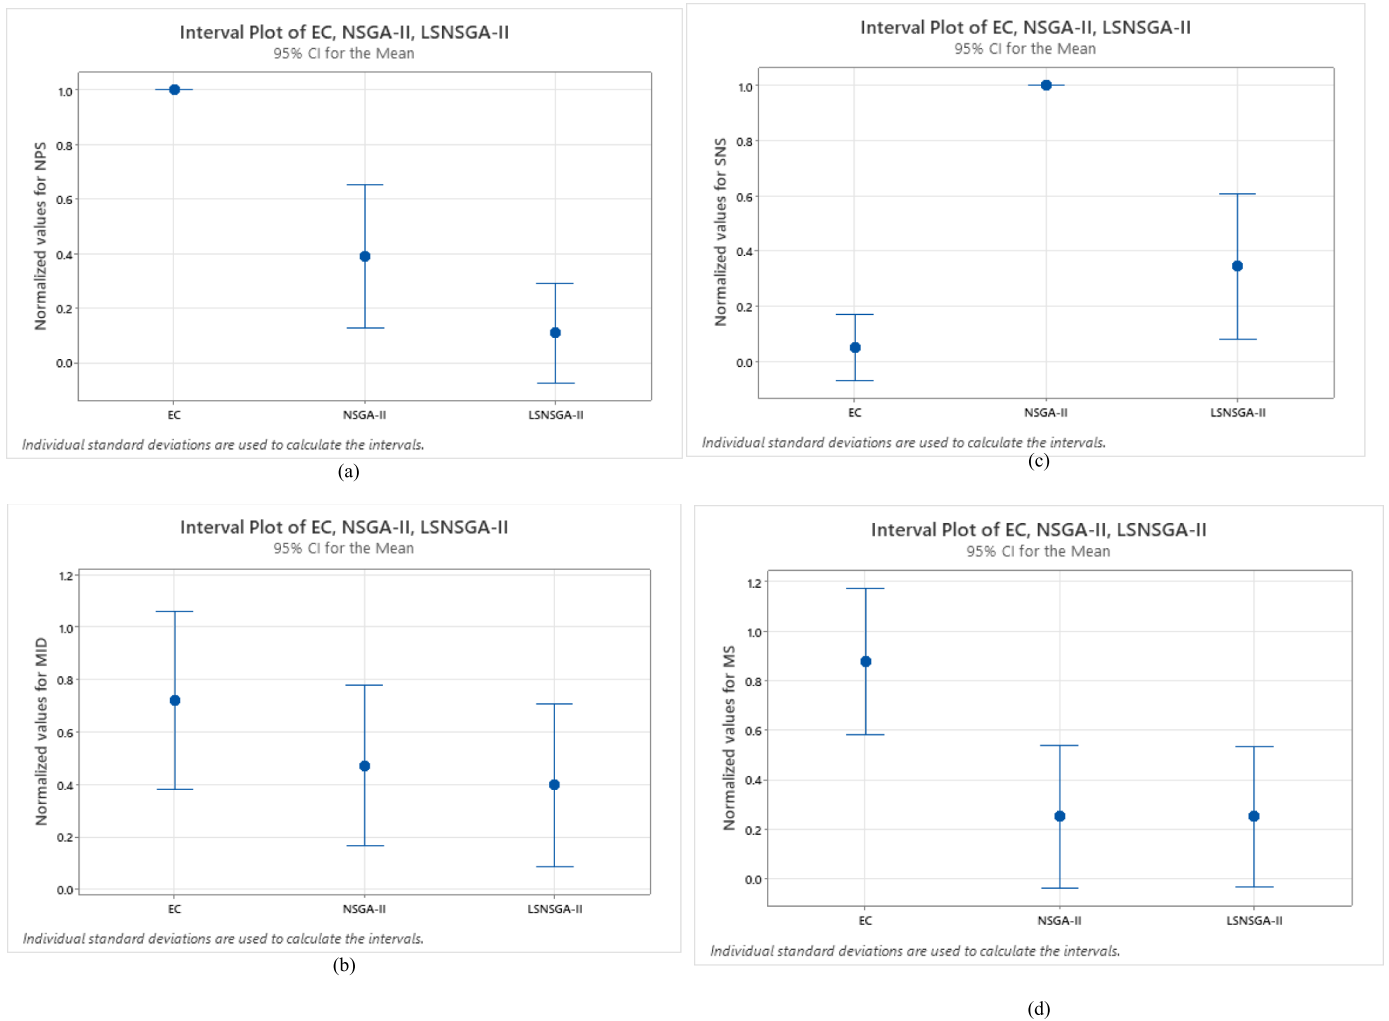 Interval Plot of EC, NSGA-II, LSNSGA-II
95% CI for the Mean
Normalized values for NPS
1.0
0.8
0.6
0.4
0.2
0.0
EC NSGA-II LSNSGA-II
Individual standard deviations are used to calculate the intervals.
(a)
Interval Plot of EC, NSGA-II, LSNSGA-II
95% CI for the Mean
Normalized values for SNS
1.0
0.8
0.6
0.4
0.2
0.0
EC NSGA-II LSNSGA-II
Individual standard deviations are used to calculate the intervals.
(c)
Interval Plot of EC, NSGA-II, LSNSGA-II
95% CI for the Mean
Normalized values for MID
1.2
1.0
0.8
0.6
0.4
0.2
0.0
EC NSGA-II LSNSGA-II
Individual standard deviations are used to calculate the intervals.
(b)
Interval Plot of EC, NSGA-II, LSNSGA-II
95% CI for the Mean
Normalized values for MS
1.2
1.0
0.8
0.6
0.4
0.2
0.0
EC NSGA-II LSNSGA-II
Individual standard deviations are used to calculate the intervals.
(d)